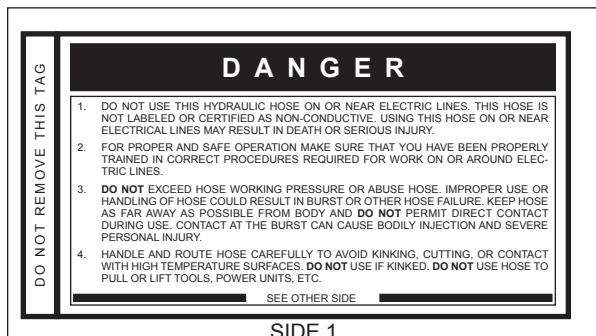 DO NOT REMOVE THIS TAG
DANGER
1. DO NOT USE THIS HYDRAULIC HOSE ON OR NEAR ELECTRIC LINES. THIS HOSE IS
NOT LABELED OR CERTIFIED AS NON-CONDUCTIVE. USING THIS HOSE ON OR NEAR
ELECTRICAL LINES MAY RESULT IN DEATH OR SERIOUS INJURY.
2. FOR PROPER AND SAFE OPERATION MAKE SURE THAT YOU HAVE BEEN PROPERLY
TRAINED IN CORRECT PROCEDURES REQUIRED FOR WORK ON OR AROUND ELEC-
TRIC LINES.
3. DO NOT EXCEED HOSE WORKING PRESSURE OR ABUSE HOSE. IMPROPER USE OR
HANDLING OF HOSE COULD RESULT IN BURST OR OTHER HOSE FAILURE. KEEP HOSE
AS FAR AWAY AS POSSIBLE FROM BODY AND DO NOT PERMIT DIRECT CONTACT
DURING USE. CONTACT AT THE BURST CAN CAUSE BODILY INJECTION AND SEVERE
PERSONAL INJURY.
4. HANDLE AND ROUTE HOSE CAREFULLY TO AVOID KINKING, CUTTING, OR CONTACT
WITH HIGH TEMPERATURE SURFACES. DO NOT USE IF KINKED. DO NOT USE HOSE TO
PULL OR LIFT TOOLS, POWER UNITS, ETC.
SEE OTHER SIDE
SIDE 1